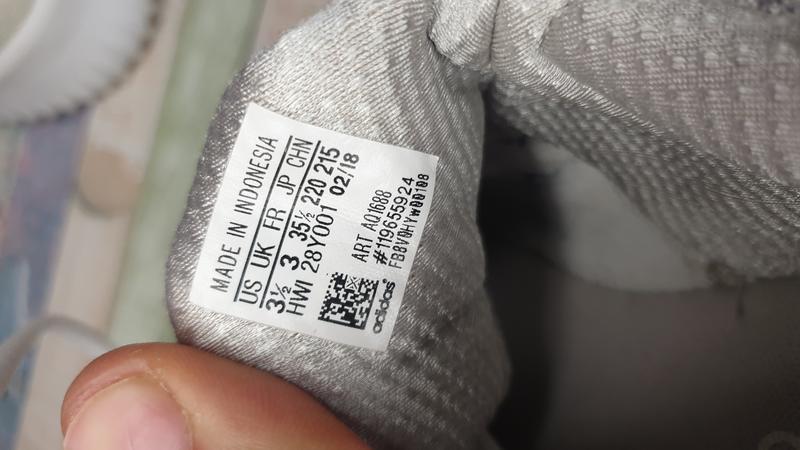 MADE IN INDONESIA
US UK FR JP CHN
3½ 3 35½ 220 215
HWI 28Y001 02/18
ART AQ1688
#119655924
adidas